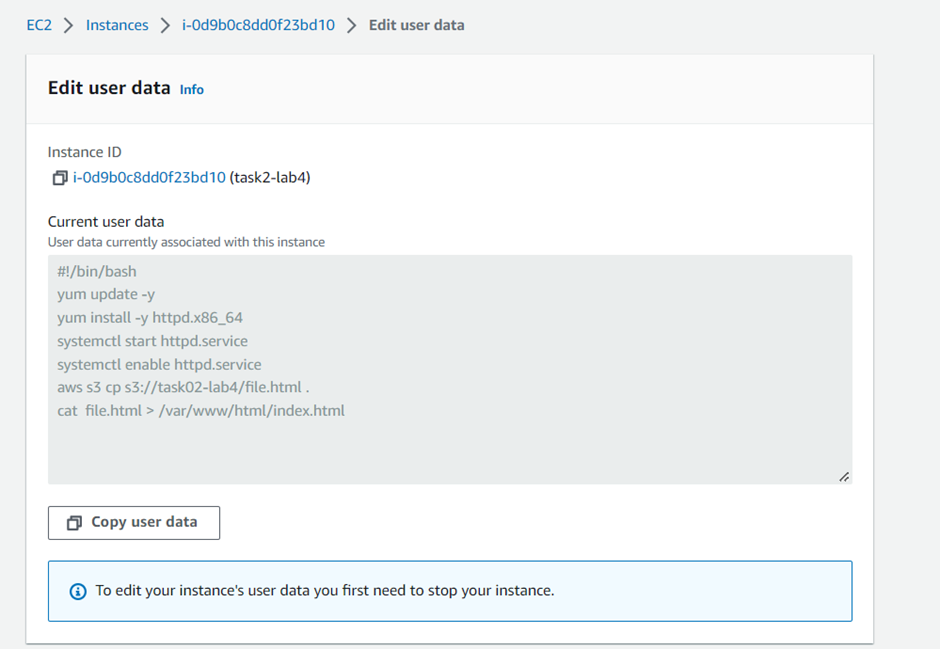 EC2 > Instances > i-0d9b0c8dd0f23bd10 > Edit user data
Edit user data Info
Instance ID
i-0d9b0c8dd0f23bd10 (task2-lab4)
Current user data
User data currently associated with this instance
#!/bin/bash
yum update -y
yum install -y httpd.x86_64
systemctl start httpd.service
systemctl enable httpd.service
aws s3 cp s3://task02-lab4/file.html .
cat  file.html > /var/www/html/index.html
Copy user data
To edit your instance's user data you first need to stop your instance.